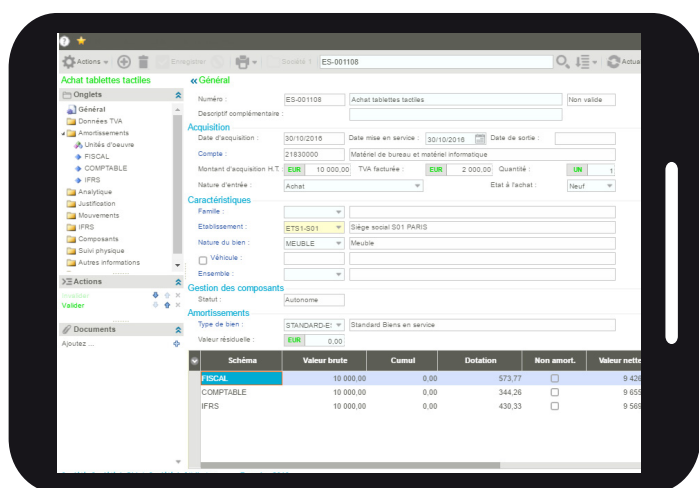 Actions
Enregistrer
Société 1
ES-001108
Actua
Achat tablettes tactiles
Général
Onglets
Général
Données TVA
Amortissements
Unités d'oeuvre
FISCAL
COMPTABLE
IFRS
Analytique
Justification
Mouvements
IFRS
Composants
Suivi physique
Autres informations
Actions
Valider
Documents
Ajoutez ...
Numéro : ES-001108 Achat tablettes tactiles Non valide
Descriptif complémentaire :
Acquisition
Date d'acquisition : 30/10/2016 Date mise en service : 30/10/2016 Date de sortie :
Compte : 21830000 Matériel de bureau et matériel informatique
Montant d'acquisition H.T. EUR 10 000,00 TVA facturée : EUR 2 000,00 Quantité : UN 1
Nature d'entrée : Achat Etat à l'achat : Neuf
Caractéristiques
Famille :
Etablissement : ETS1-S01 Siège social S01 PARIS
Nature du bien : MEUBLE Meuble
Véhicule :
Ensemble :
Gestion des composants
Statut : Autonome
Amortissements
Type de bien : STANDARD-E Standard Biens en service
Valeur résiduelle : EUR 0,00
Schéma Valeur brute Cumul Dotation Non amort. Valeur nette
FISCAL 10 000,00 0,00 573,77 9 426
COMPTABLE 10 000,00 0,00 344,26 9 655
IFRS 10 000,00 0,00 430,33 9 569